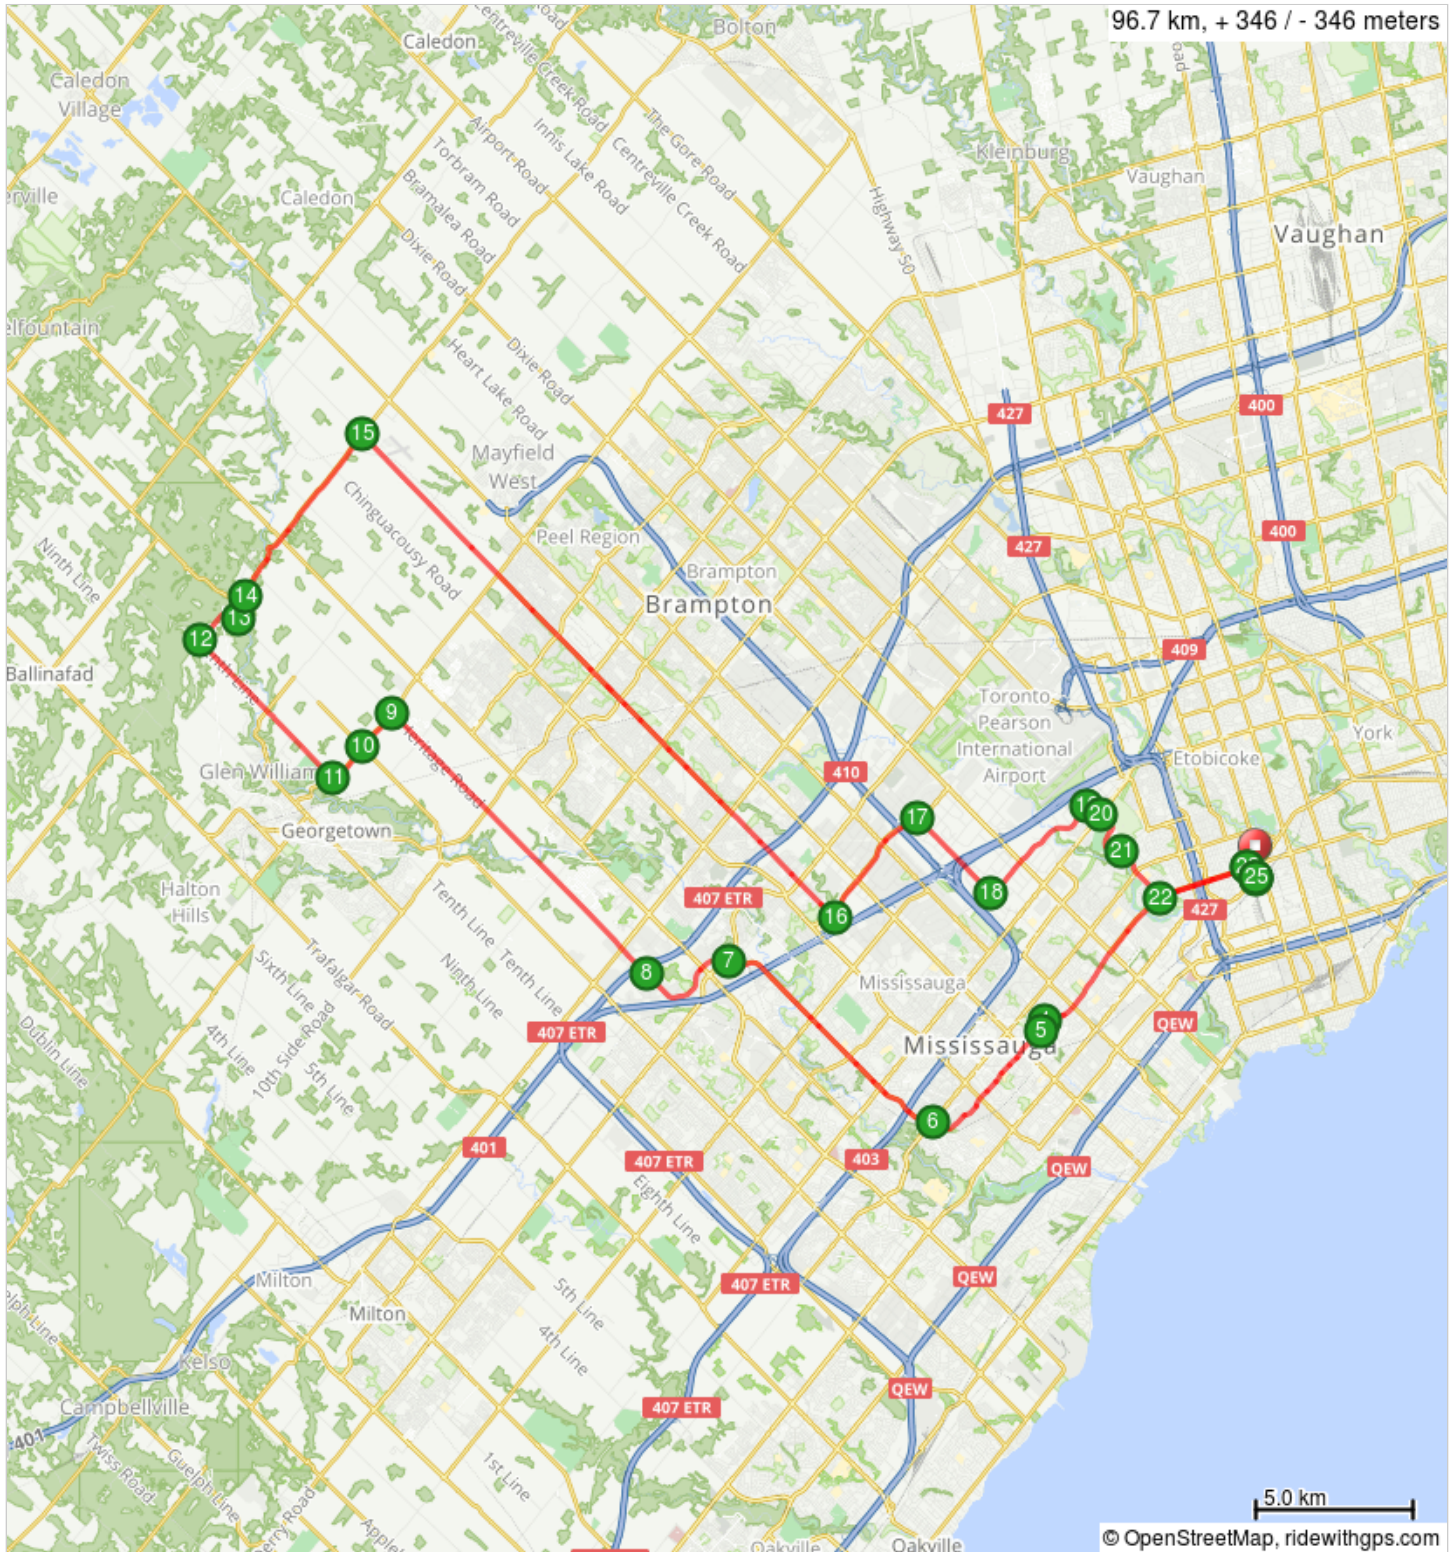 96.7 km, + 346 / - 346 meters
Bolton
Caledon
Centreville Creek Road
Caledon
Village
The Gore Road
Innis Lake Road
Airport Road
Centreville Creek Road
Torbram Road
Bramalea Road
Kleinburg
Vaughan
Caledon
Highway 50
Dixie Road
Vaughan
elfountain
Heart Lake Road
Dixie Road
427
400
15
Mayfield
West
Chinguacousy Road
Peel Region
427
400
Ninth Line
Brampton
Brampton
14
13
12
409
Ballinafad
Toronto
Pearson
International
Airport
9
10
Heritage Road
York
Etobicoke
Glen William
11
410
Georgetown
17
20
21
25
22
18
427
407 ETR
16
Halton
Hills
Tenth Line
Trafalgar Road
Sixth Line
Ninth Line
Tenth Line
7
8
Mississauga
Dublin Line
4th Line
10th SideRoad
5th Line
407 ETR
5
QEW
Mississauga
6
401
407 ETR
403
QEW
Eighth Line
Milton
407 ETR
QEW
Milton
5th Line
4th Line
Kelso
QEW
Campbellville
407 ETR
401
Twiss Road
Guelph Line
1st Line
5.0 km
Oakville
Oakville
© OpenStreetMap, ridewithgps.com